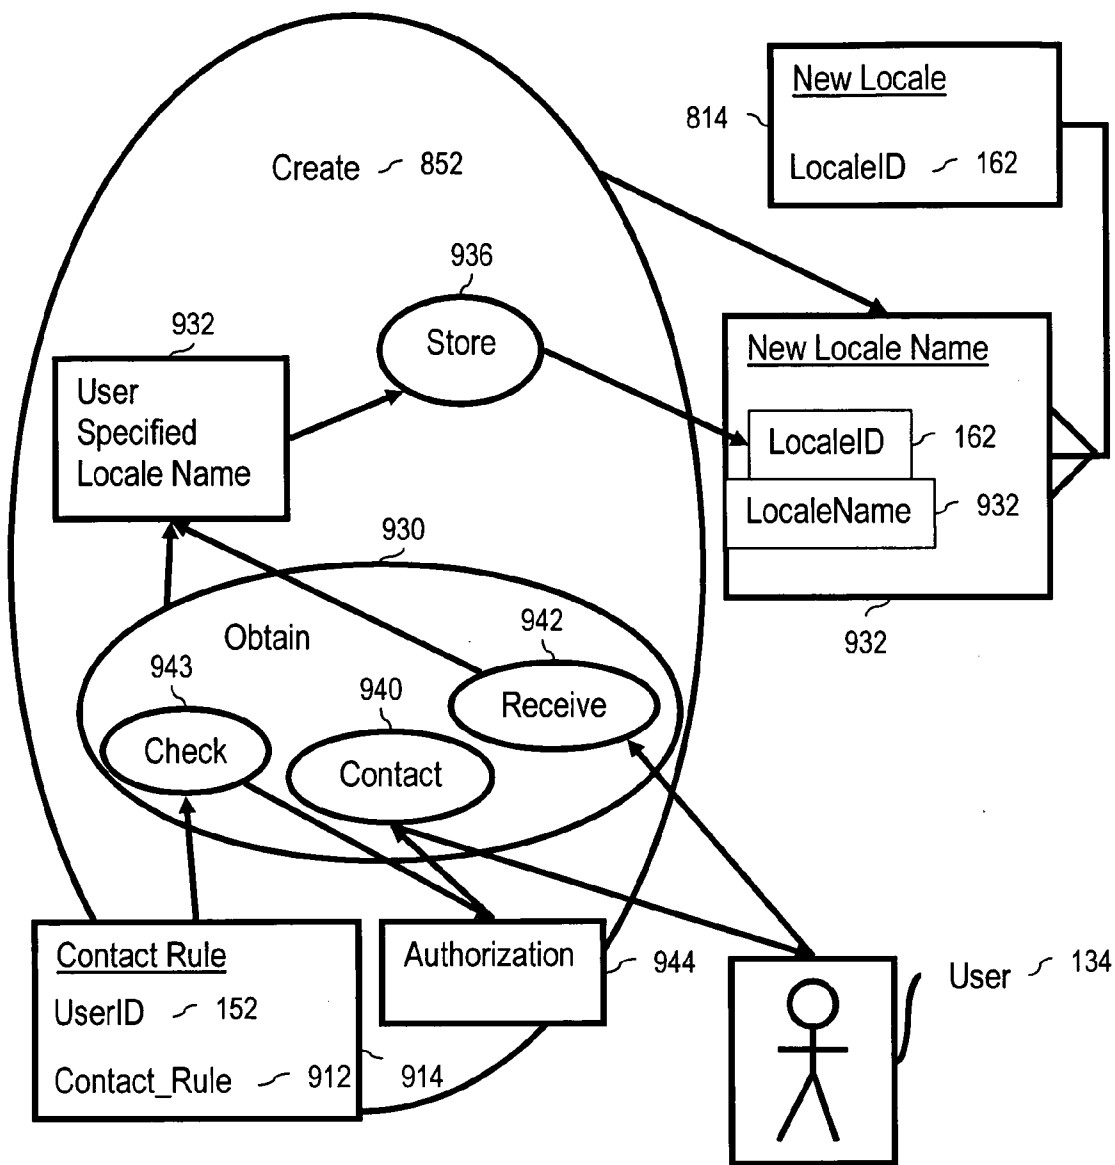 New Locale
814
LocaleID 162
Create 852
936
Store
932
User
Specified
Locale Name
New Locale Name
LocaleID 162
LocaleName 932
932
930
Obtain
942
Receive
943
Check
940
Contact
Contact Rule
UserID 152
Contact_Rule 912 914
Authorization 944
User 134